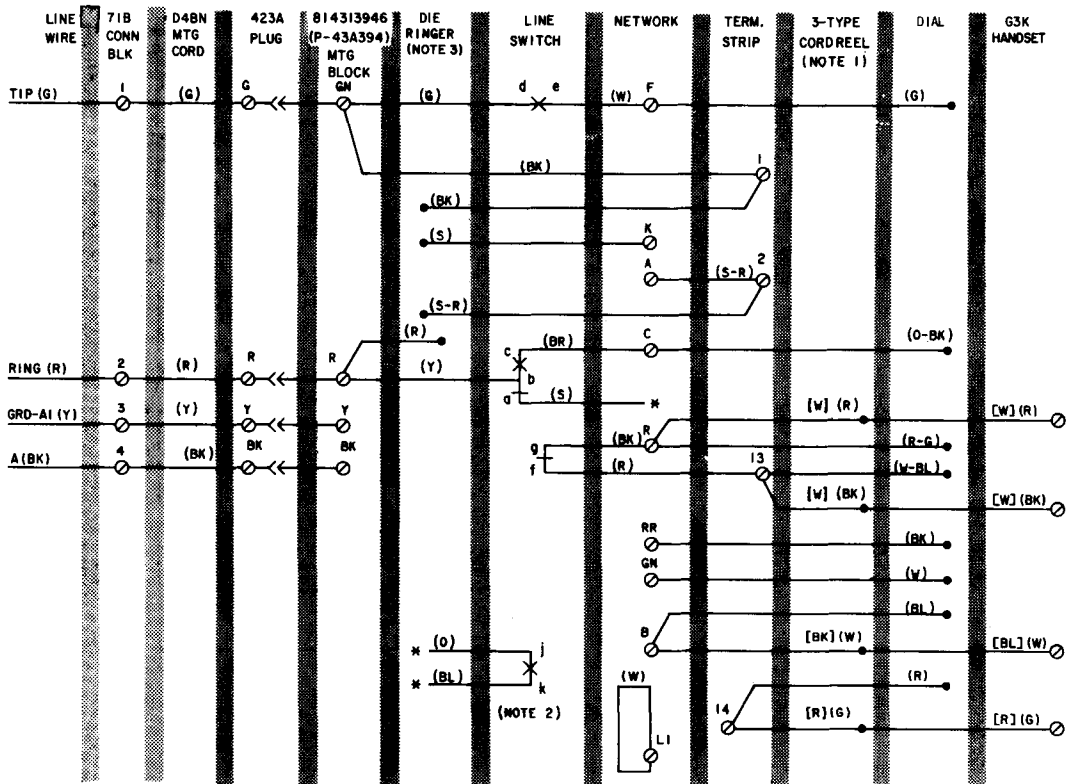 LINE WIRE
71B CONN BLK
D4BN MTG CORD
423A PLUG
814313946 (P-43A394) MTG BLOCK
DIE RINGER (NOTE 3)
LINE SWITCH
NETWORK
TERM. STRIP
3-TYPE CORD REEL (NOTE 1)
DIAL
G3K HANDSET
TIP (G) 1 (G) G GN (G) d e (W) F (G)
(BK) 1
(BK)
(S) K
A (S-R) 2
(S-R)
(R) c (BR) C (O-BK)
RING (R) 2 (R) R R (Y) b
a (S) *
GRD-A1 (Y) 3 (Y) Y Y [W] (R) [W] (R)
g (BK) R (R-G)
A (BK) 4 (BK) BK BK f (R) 13 (W-BL)
[W] (BK) [W] (BK)
RR (BK)
GN (W)
(BL)
* (O) j B [BK] (W) [BL] (W)
* (BL) k (W) (R)
(NOTE 2) 14 [R] (G) [R] (G)
L1